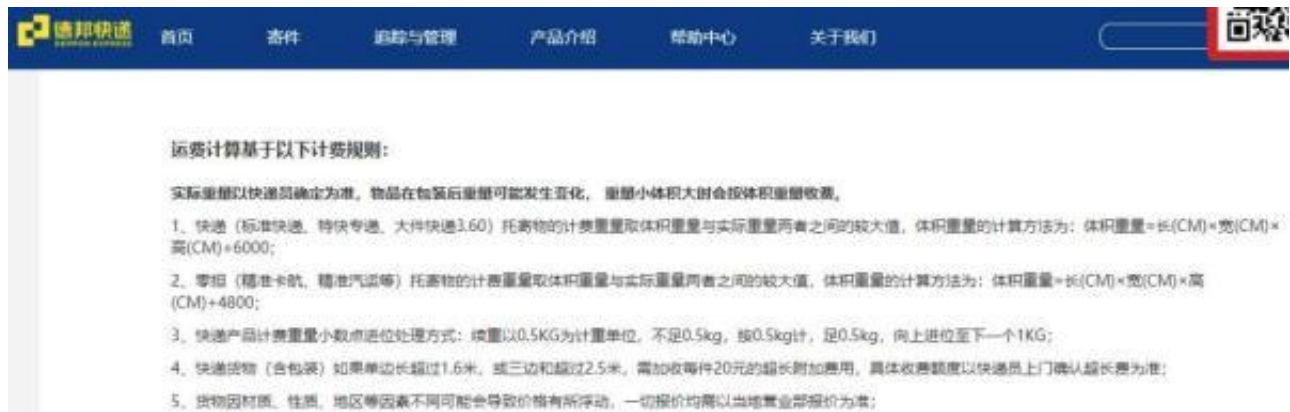 德邦快递
首页 寄件 追踪与管理 产品介绍 帮助中心 关于我们
运费计算基于以下计费规则：
实际重量以快递员确定为准，物品在包装后重量可能发生变化， 重量小体积大时会按体积重量收费。
1、快递（标准快递、特快专递、大件快递3.60）托寄物的计费重量取体积重量与实际重量两者之间的较大值，体积重量的计算方法为：体积重量=长(CM)×宽(CM)×
高(CM)÷6000;
2、零担（精准卡航、精准汽运等）托寄物的计费重量取体积重量与实际重量两者之间的较大值，体积重量的计算方法为：体积重量=长(CM)×宽(CM)×高
(CM)÷4800;
3、快递产品计费重量小数点进位处理方式：续重以0.5KG为计重单位，不足0.5kg，按0.5kg计，足0.5kg，向上进位至下一个1KG;
4、快递货物（含包装）如果单边长超过1.6米，或三边和超过2.5米，需加收每件20元的超长附加费用，具体收费额度以快递员上门确认超长费为准;
5、货物因材质、性质、地区等因素不同可能会导致价格有所浮动，一切报价均需以当地营业部报价为准;